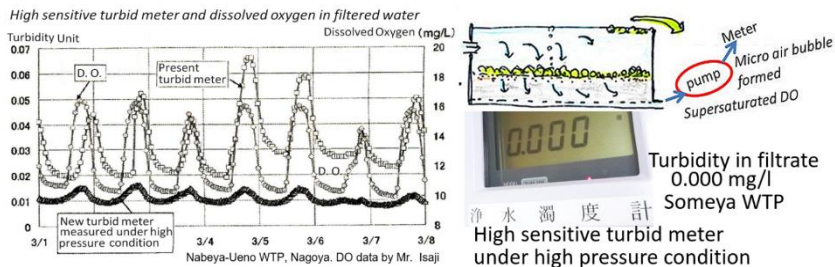 High sensitive turbid meter and dissolved oxygen in filtered water
Turbidity Unit
Dissolved Oxygen (mg/L)
0.07
0.06
0.05
0.04
0.03
0.02
0.01
0
20
18
16
14
12
10
8
D. O.
Present
turbid meter
D. O.
New turbid meter
measured under high
pressure condition
3/1
3/4
3/5
3/6
3/7
3/8
Nabeya-Ueno WTP, Nagoya. DO data by Mr. Isaji
Meter
pump
Micro air bubble
formed
Supersaturated DO
0.000
Turbidity in filtrate
0.000 mg/l
Someya WTP
浄 水 濁 度 計
High sensitive turbid meter
under high pressure condition